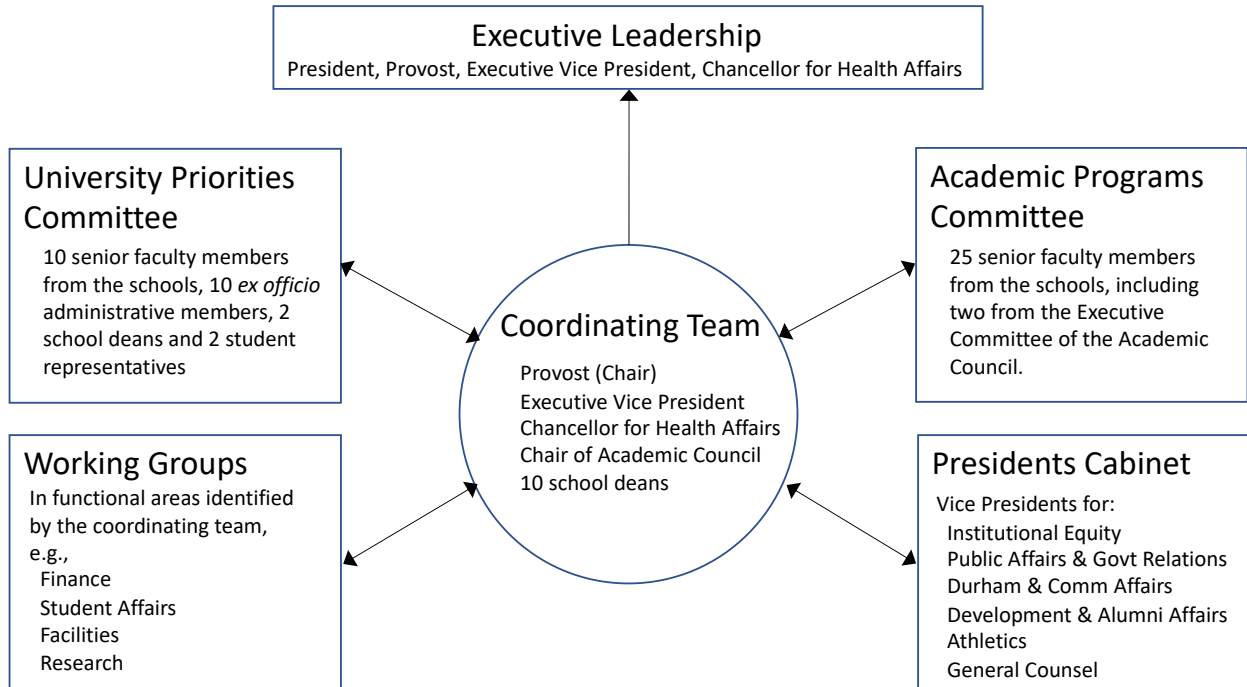 Executive Leadership
President, Provost, Executive Vice President, Chancellor for Health Affairs
University Priorities
Committee
10 senior faculty members
from the schools, 10 ex officio
administrative members, 2
school deans and 2 student
representatives
Academic Programs
Committee
25 senior faculty members
from the schools, including
two from the Executive
Committee of the Academic
Council.
Coordinating Team
Provost (Chair)
Executive Vice President
Chancellor for Health Affairs
Chair of Academic Council
10 school deans
Working Groups
In functional areas identified
by the coordinating team,
e.g.,
Finance
Student Affairs
Facilities
Research
Presidents Cabinet
Vice Presidents for:
Institutional Equity
Public Affairs & Govt Relations
Durham & Comm Affairs
Development & Alumni Affairs
Athletics
General Counsel